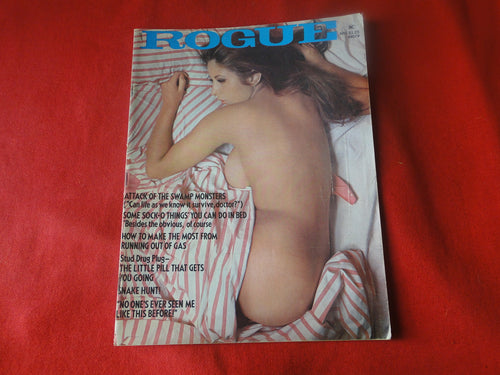 ROGUE
ATTACK OF THE SWAMP MONSTERS
("Can life as we know it survive, doctor?")
SOME SOCK-O THINGS YOU CAN DO IN BED
Besides the obvious, of course
HOW TO MAKE THE MOST FROM
RUNNING OUT OF GAS
Stud Drug Plug—
THE LITTLE PILL THAT GETS
YOU GOING
SNAKE HUNT!
"NO ONE'S EVER SEEN ME
LIKE THIS BEFORE!"